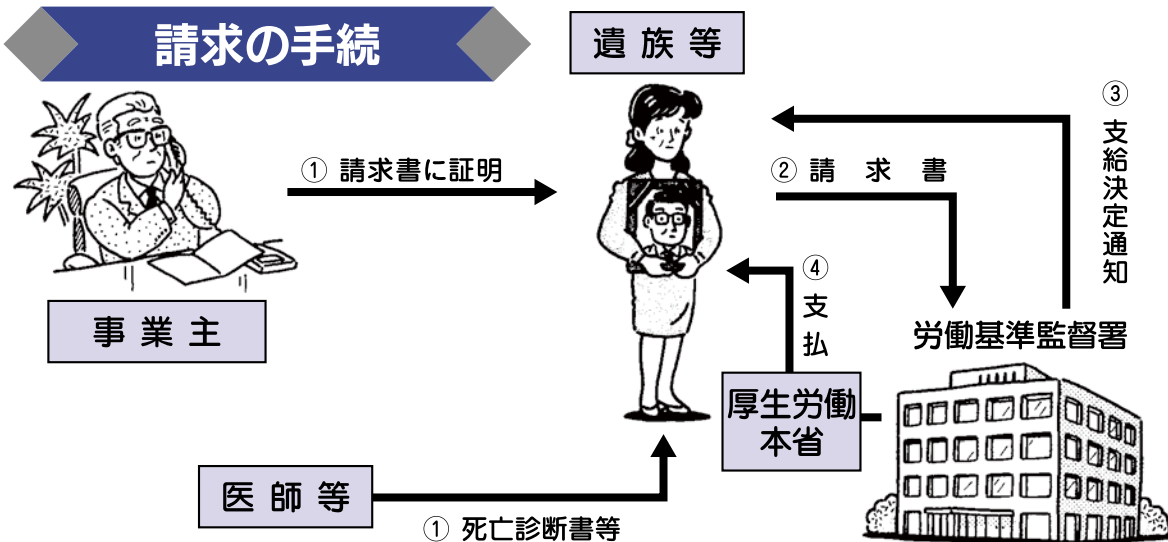 請求の手続
遺族等
① 請求書に証明
② 請求書
③ 支給決定通知
④ 支払
事業主
労働基準監督署
厚生労働
本省
医師等
① 死亡診断書等